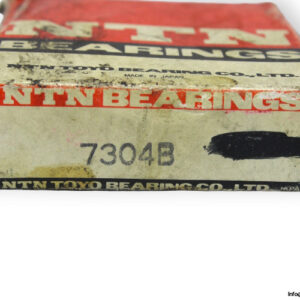 NTN
BEARINGS
NTN TOYO BEARING CO., LTD.
MADE IN JAPAN
NTN BEARINGS
7304B
NTN TOYO BEARING CO., LTD.